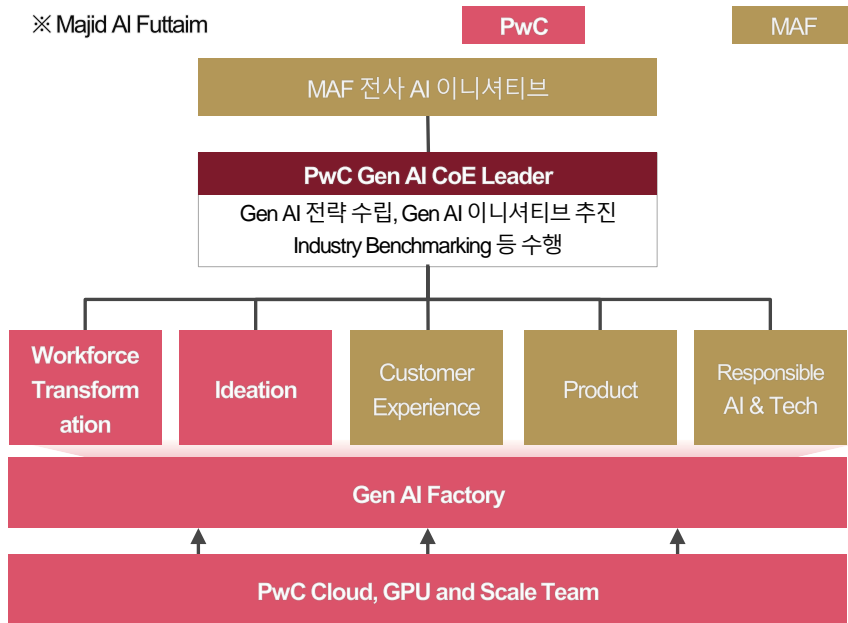 ※ Majid Al Futtaim
PwC
MAF
MAF 전사 AI 이니셔티브
PwC Gen AI CoE Leader
Gen AI 전략 수립, Gen AI 이니셔티브 추진
Industry Benchmarking 등 수행
Workforce
Transform
ation
Ideation
Customer
Experience
Product
Responsible
AI & Tech
Gen AI Factory
PwC Cloud, GPU and Scale Team